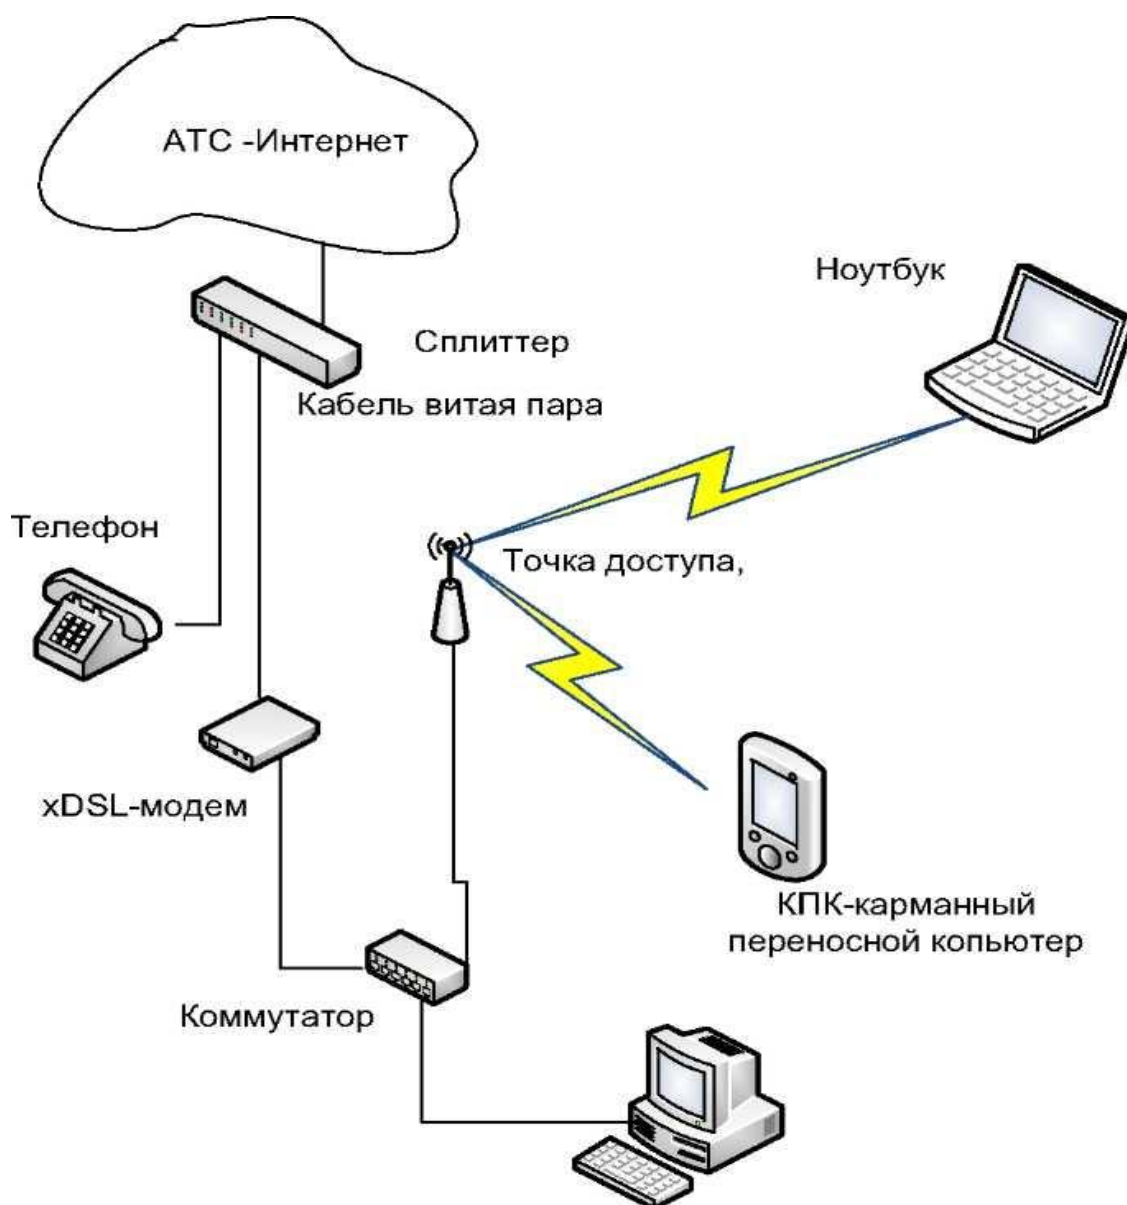 АТС -Интернет
Ноутбук
Сплиттер
Кабель витая пара
Телефон
Точка доступа,
xDSL-модем
КПК-карманный
переносной копьютер
Коммутатор